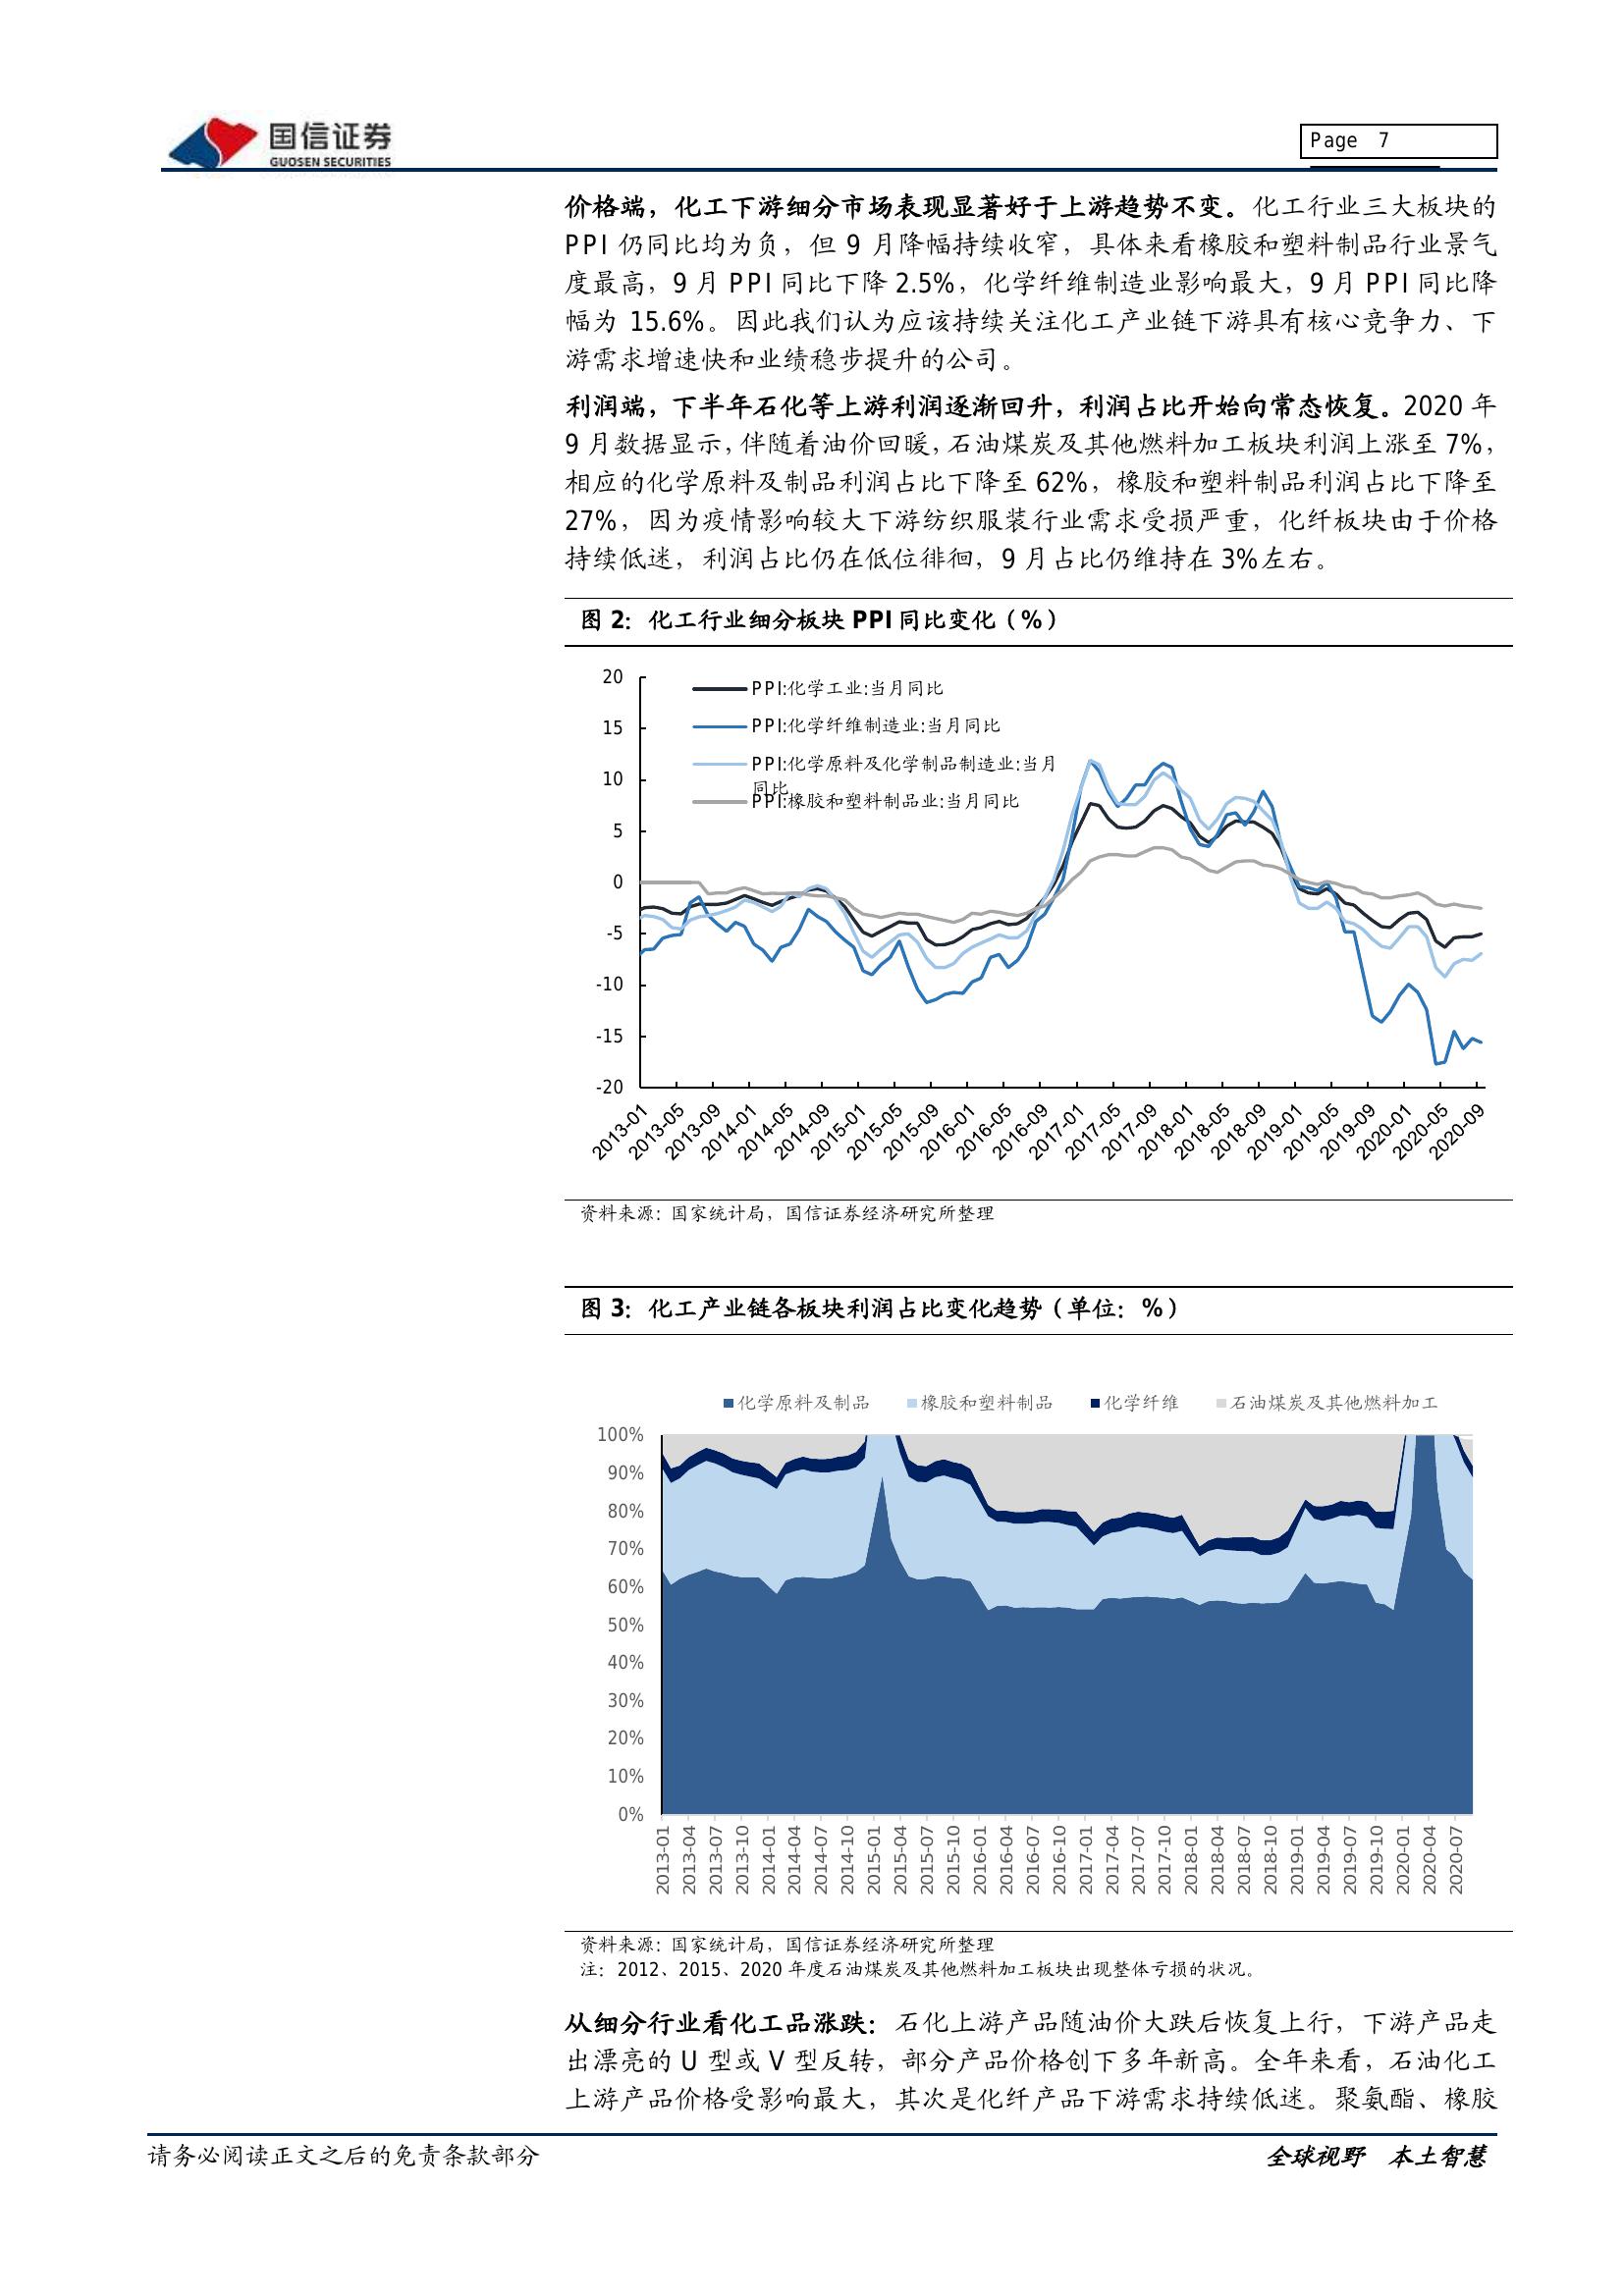 国信证券
GUOSEN SECURITIES
Page 7
价格端，化工下游细分市场表现显著好于上游趋势不变。化工行业三大板块的
PPI 仍同比均为负，但 9 月降幅持续收窄，具体来看橡胶和塑料制品行业景气
度最高，9 月 PPI 同比下降 2.5%，化学纤维制造业影响最大，9 月 PPI 同比降
幅为 15.6%。因此我们认为应该持续关注化工产业链下游具有核心竞争力、下
游需求增速快和业绩稳步提升的公司。
利润端，下半年石化等上游利润逐渐回升，利润占比开始向常态恢复。2020 年
9 月数据显示，伴随着油价回暖，石油煤炭及其他燃料加工板块利润上涨至 7%，
相应的化学原料及制品利润占比下降至 62%，橡胶和塑料制品利润占比下降至
27%，因为疫情影响较大下游纺织服装行业需求受损严重，化纤板块由于价格
持续低迷，利润占比仍在低位徘徊，9 月占比仍维持在 3%左右。
图 2：化工行业细分板块 PPI 同比变化（%）
PPI:化学工业:当月同比
PPI:化学纤维制造业:当月同比
PPI:化学原料及化学制品制造业:当月
同比
PPI:橡胶和塑料制品业:当月同比
20
15
10
5
0
-5
-10
-15
-20
2013-01 2013-05 2013-09 2014-01 2014-05 2014-09 2015-01 2015-05 2015-09 2016-01 2016-05 2016-09 2017-01 2017-05 2017-09 2018-01 2018-05 2018-09 2019-01 2019-05 2019-09 2020-01 2020-05 2020-09
资料来源：国家统计局，国信证券经济研究所整理
图 3：化工产业链各板块利润占比变化趋势（单位：%）
化学原料及制品 橡胶和塑料制品 化学纤维 石油煤炭及其他燃料加工
100%
90%
80%
70%
60%
50%
40%
30%
20%
10%
0%
2013-01 2013-04 2013-07 2013-10 2014-01 2014-04 2014-07 2014-10 2015-01 2015-04 2015-07 2015-10 2016-01 2016-04 2016-07 2016-10 2017-01 2017-04 2017-07 2017-10 2018-01 2018-04 2018-07 2018-10 2019-01 2019-04 2019-07 2019-10 2020-01 2020-04 2020-07
资料来源：国家统计局，国信证券经济研究所整理
注：2012、2015、2020 年度石油煤炭及其他燃料加工板块出现整体亏损的状况。
从细分行业看化工品涨跌：石化上游产品随油价大跌后恢复上行，下游产品走
出漂亮的 U 型或 V 型反转，部分产品价格创下多年新高。全年来看，石油化工
上游产品价格受影响最大，其次是化纤产品下游需求持续低迷。聚氨酯、橡胶
请务必阅读正文之后的免责条款部分
全球视野 本土智慧